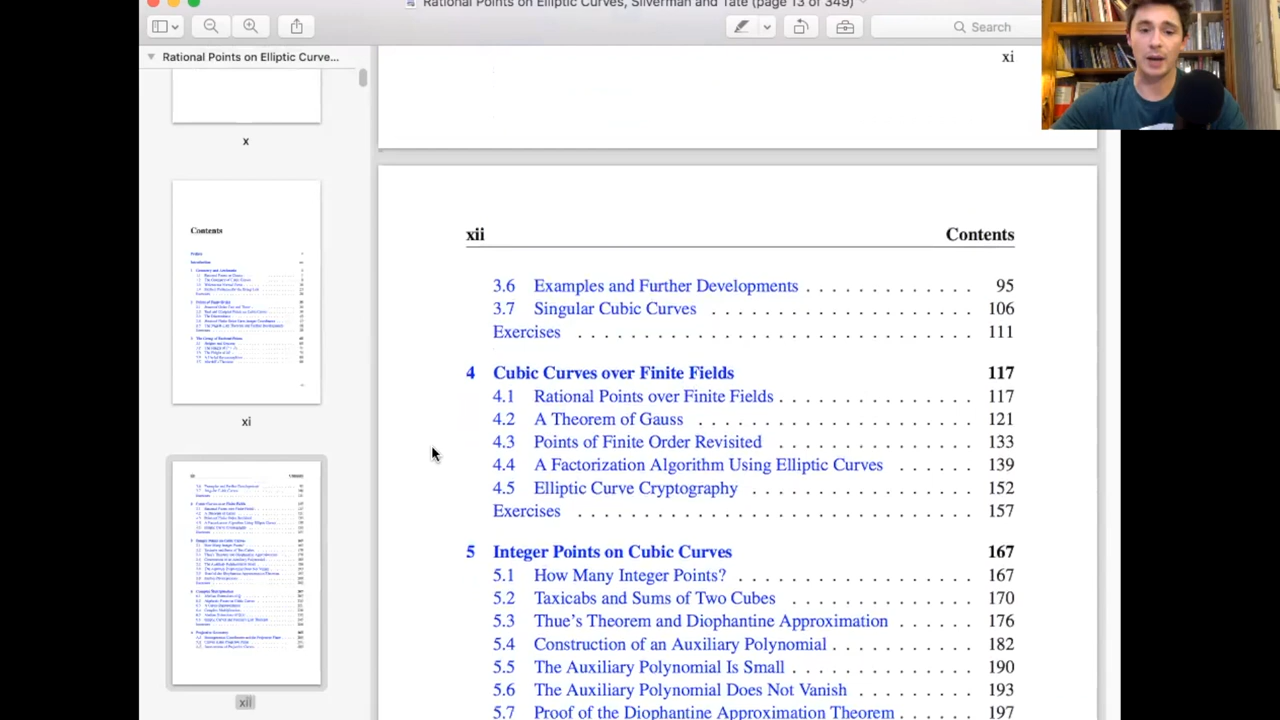 Rational Points on Elliptic Curves, Silverman and Tate (page 13 of 349)
Search
Rational Points on Elliptic Curve...
x
Contents
xi
xii
xi
xii Contents
3.6 Examples and Further Developments . . . . . . . . . . . . . . 95
3.7 Singular Cubic Curves . . . . . . . . . . . . . . . . . . . . 106
Exercises . . . . . . . . . . . . . . . . . . . . . . . . . . 111
4 Cubic Curves over Finite Fields 117
4.1 Rational Points over Finite Fields . . . . . . . . . . . . . . . 117
4.2 A Theorem of Gauss . . . . . . . . . . . . . . . . . . . . 121
4.3 Points of Finite Order Revisited . . . . . . . . . . . . . . . 133
4.4 A Factorization Algorithm Using Elliptic Curves . . . . . . 139
4.5 Elliptic Curve Cryptography . . . . . . . . . . . . . . . . . 152
Exercises . . . . . . . . . . . . . . . . . . . . . . . . . . 157
5 Integer Points on Cubic Curves 167
5.1 How Many Integer Points? . . . . . . . . . . . . . . . . . 167
5.2 Taxicabs and Sums of Two Cubes . . . . . . . . . . . . . . 170
5.3 Thue's Theorem and Diophantine Approximation . . . . . . 176
5.4 Construction of an Auxiliary Polynomial . . . . . . . . . . . 182
5.5 The Auxiliary Polynomial Is Small . . . . . . . . . . . . . . 190
5.6 The Auxiliary Polynomial Does Not Vanish . . . . . . . . . 193
5.7 Proof of the Diophantine Approximation Theorem . . . . . . 197